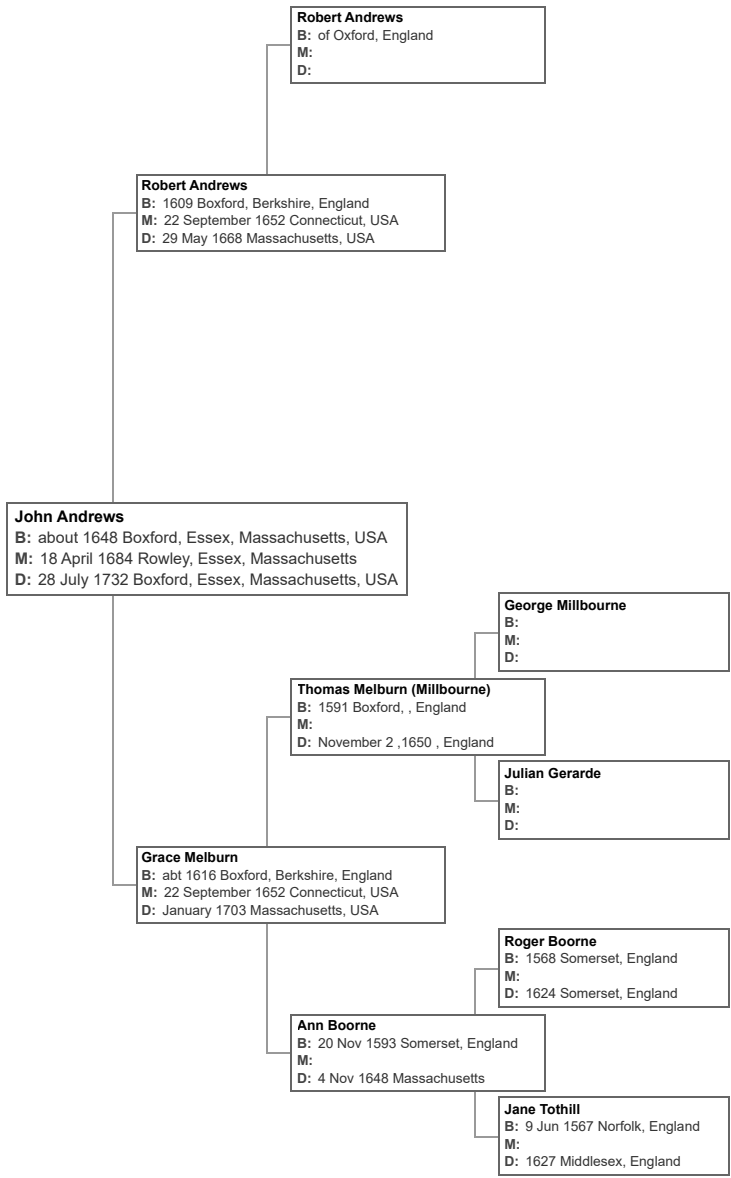 Robert Andrews
B: of Oxford, England
M:
D:
Robert Andrews
B: 1609 Boxford, Berkshire, England
M: 22 September 1652 Connecticut, USA
D: 29 May 1668 Massachusetts, USA
John Andrews
B: about 1648 Boxford, Essex, Massachusetts, USA
M: 18 April 1684 Rowley, Essex, Massachusetts
D: 28 July 1732 Boxford, Essex, Massachusetts, USA
George Millbourne
B:
M:
D:
Thomas Melburn (Millbourne)
B: 1591 Boxford, , England
M:
D: November 2 ,1650 , England
Julian Gerarde
B:
M:
D:
Grace Melburn
B: abt 1616 Boxford, Berkshire, England
M: 22 September 1652 Connecticut, USA
D: January 1703 Massachusetts, USA
Roger Boorne
B: 1568 Somerset, England
M:
D: 1624 Somerset, England
Ann Boorne
B: 20 Nov 1593 Somerset, England
M:
D: 4 Nov 1648 Massachusetts
Jane Tothill
B: 9 Jun 1567 Norfolk, England
M:
D: 1627 Middlesex, England